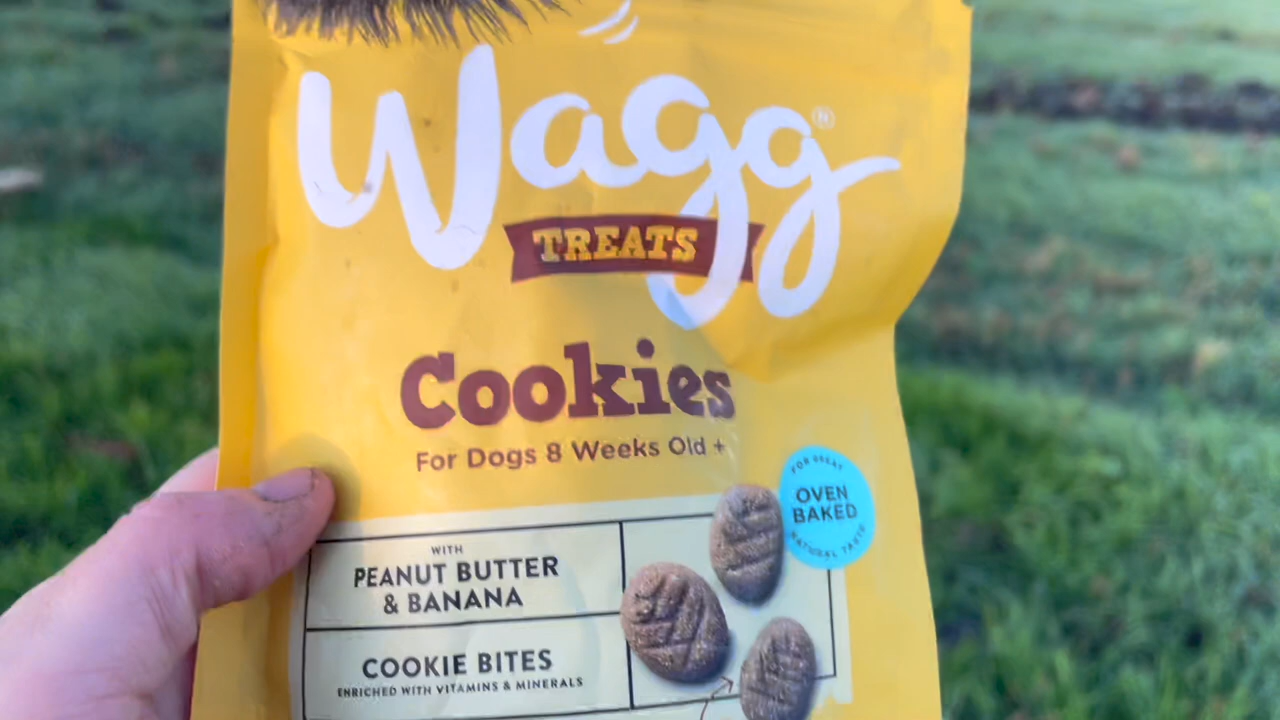 Wagg®
TREATS
Cookies
For Dogs 8 Weeks Old +
FOR GREAT
OVEN
BAKED
NATURAL TASTE
WITH
PEANUT BUTTER
& BANANA
COOKIE BITES
ENRICHED WITH VITAMINS & MINERALS